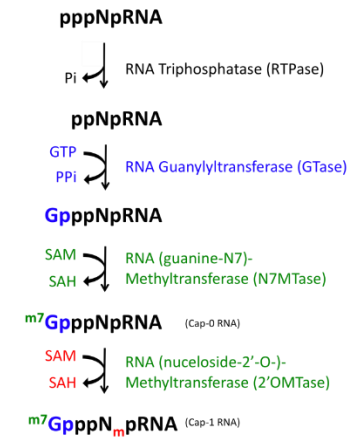 pppNpRNA
Pi
RNA Triphosphatase (RTPase)
ppNpRNA
GTP
PPi
RNA Guanylyltransferase (GTase)
GpppNpRNA
SAM
SAH
RNA (guanine-N7)-
Methyltransferase (N7MTase)
m7GpppNpRNA (Cap-0 RNA)
SAM
SAH
RNA (nuceloside-2’-O-)-
Methyltransferase (2’OMTase)
m7GpppNmpRNA (Cap-1 RNA)